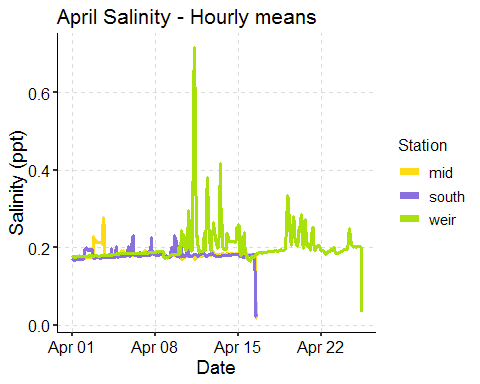 April Salinity - Hourly means
Salinity (ppt)
0.6
0.4
0.2
0.0
Apr 01
Apr 08
Apr 15
Apr 22
Date
Station
mid
south
weir